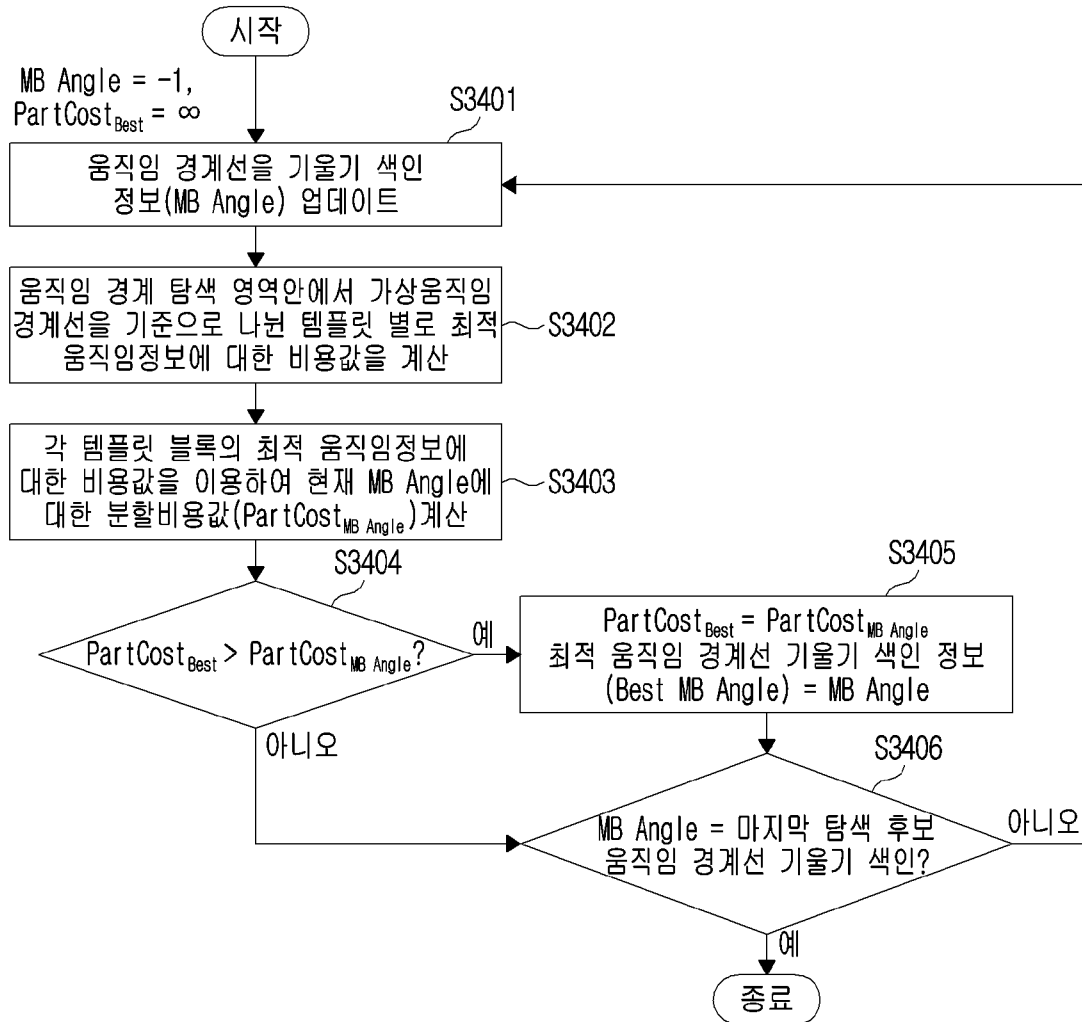 시작
MB Angle = -1,
PartCost_Best = ∞
S3401
움직임 경계선을 기울기 색인
정보(MB Angle) 업데이트
움직임 경계 탐색 영역안에서 가상움직임
경계선을 기준으로 나뉜 템플릿 별로 최적
움직임정보에 대한 비용값을 계산
S3402
각 템플릿 블록의 최적 움직임정보에
대한 비용값을 이용하여 현재 MB Angle에
대한 분할비용값(PartCost_MB Angle)계산
S3403
S3404
PartCost_Best > PartCost_MB Angle?
예
아니오
S3405
PartCost_Best = PartCost_MB Angle
최적 움직임 경계선 기울기 색인 정보
(Best MB Angle) = MB Angle
S3406
MB Angle = 마지막 탐색 후보
움직임 경계선 기울기 색인?
아니오
예
종료